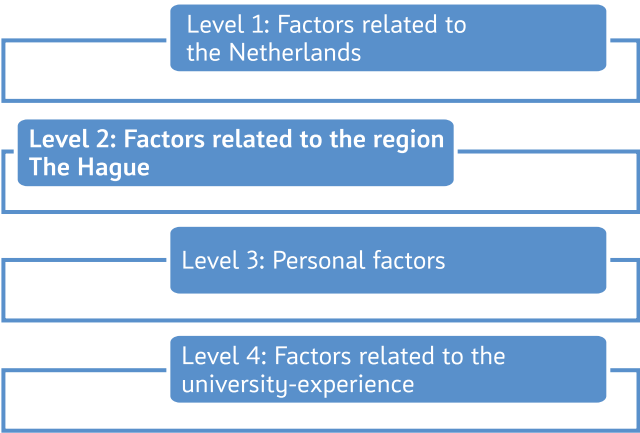 Level 1: Factors related to
the Netherlands
Level 2: Factors related to the region
The Hague
Level 3: Personal factors
Level 4: Factors related to the
university-experience